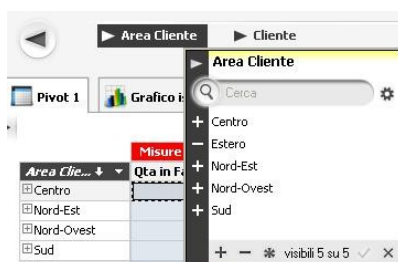 Area Cliente
Cliente
Area Cliente
Pivot 1
Grafico i
Cerca
Centro
Estero
Misure
Nord-Est
Area Clie...
Qta in Fa
Nord-Ovest
Centro
Sud
Nord-Est
Nord-Ovest
Sud
visibili 5 su 5